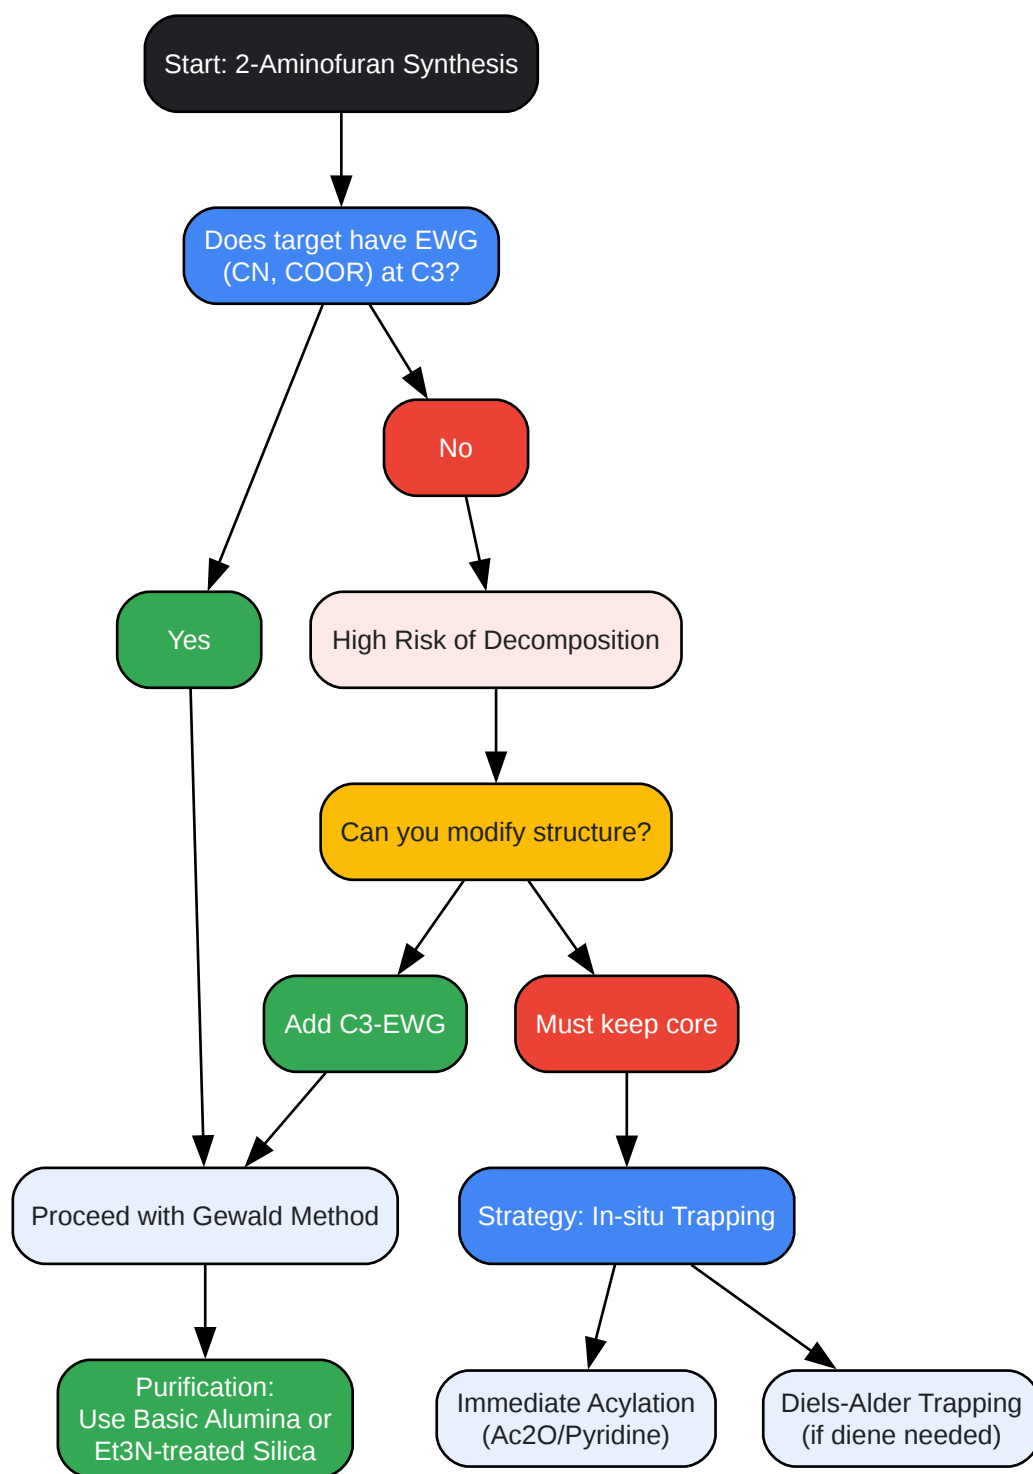 Start: 2-Aminofuran Synthesis
Does target have EWG
(CN, COOR) at C3?
No
Yes
High Risk of Decomposition
Can you modify structure?
Add C3-EWG
Must keep core
Proceed with Gewald Method
Strategy: In-situ Trapping
Purification:
Use Basic Alumina or
Et3N-treated Silica
Immediate Acylation
(Ac2O/Pyridine)
Diels-Alder Trapping
(if diene needed)